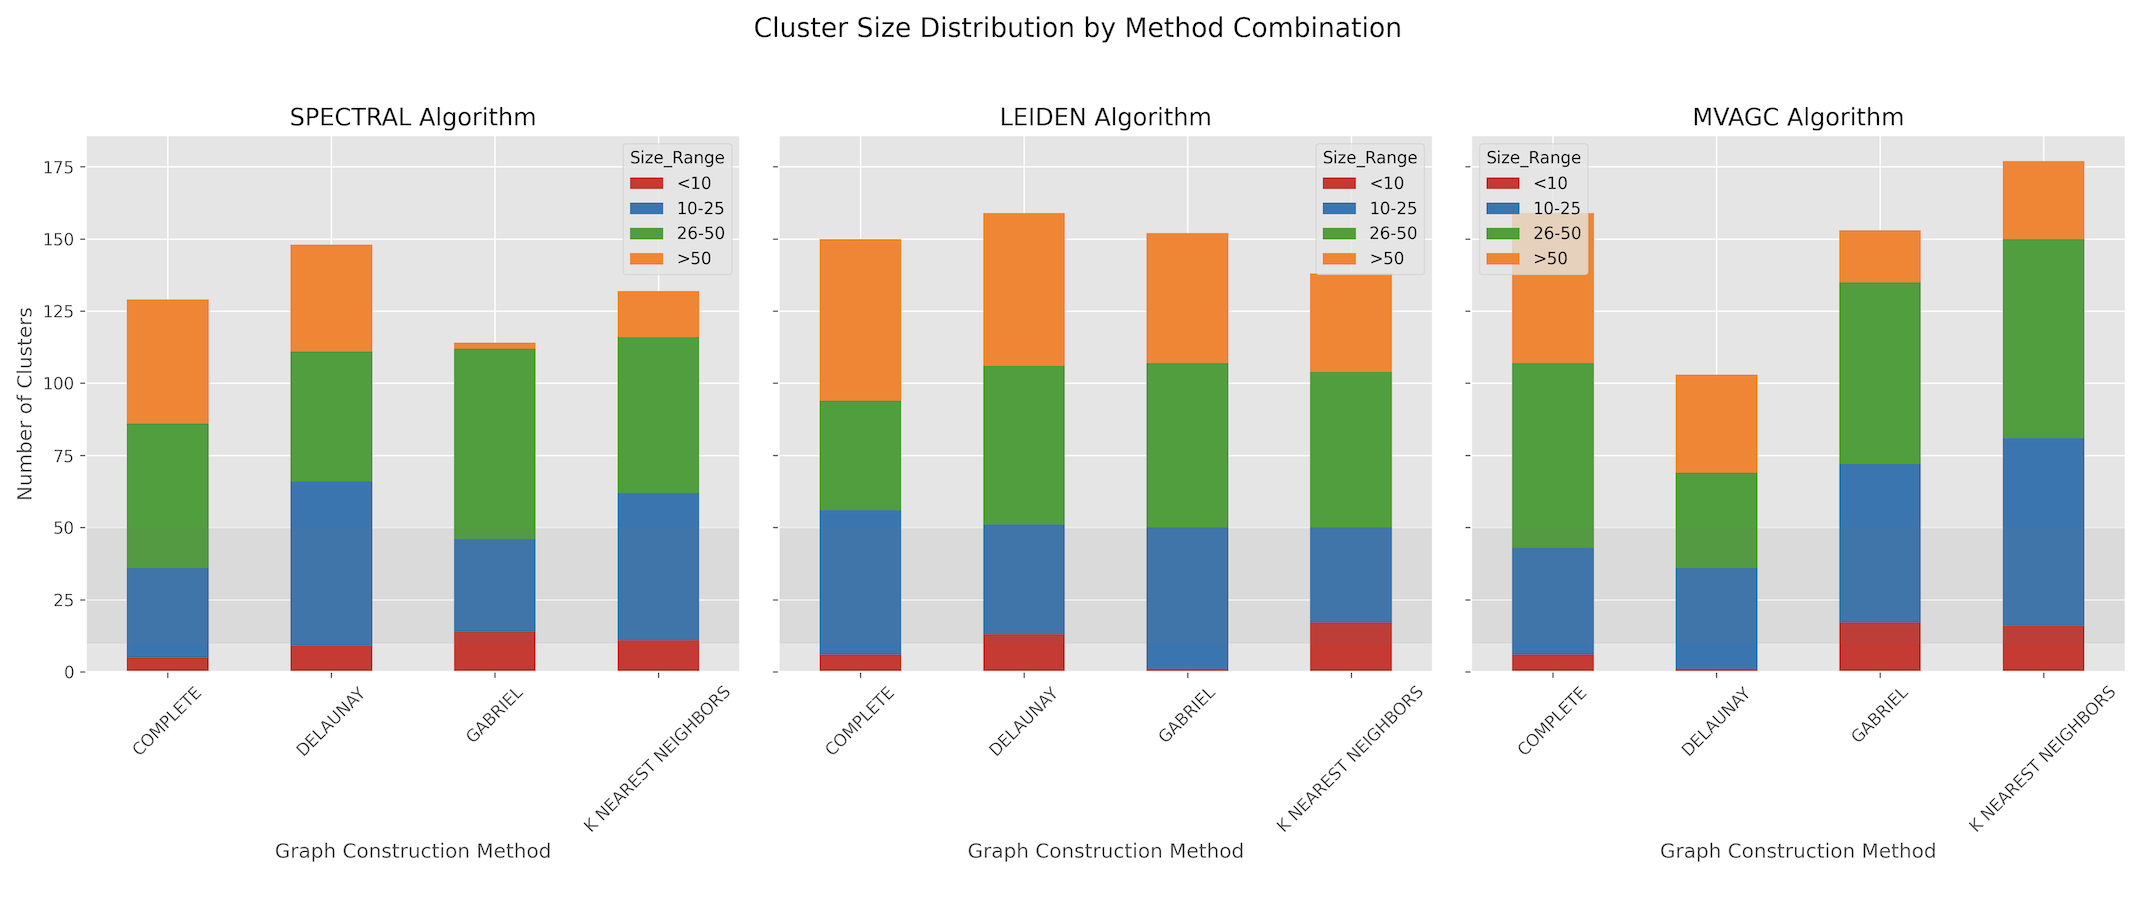 Cluster Size Distribution by Method Combination
SPECTRAL Algorithm
Number of Clusters
175
150
125
100
75
50
25
0
Size_Range
<10
10-25
26-50
>50
COMPLETE
DELAUNAY
GABRIEL
K NEAREST NEIGHBORS
Graph Construction Method
LEIDEN Algorithm
Size_Range
<10
10-25
26-50
>50
COMPLETE
DELAUNAY
GABRIEL
K NEAREST NEIGHBORS
Graph Construction Method
MVAGC Algorithm
Size_Range
<10
10-25
26-50
>50
COMPLETE
DELAUNAY
GABRIEL
K NEAREST NEIGHBORS
Graph Construction Method